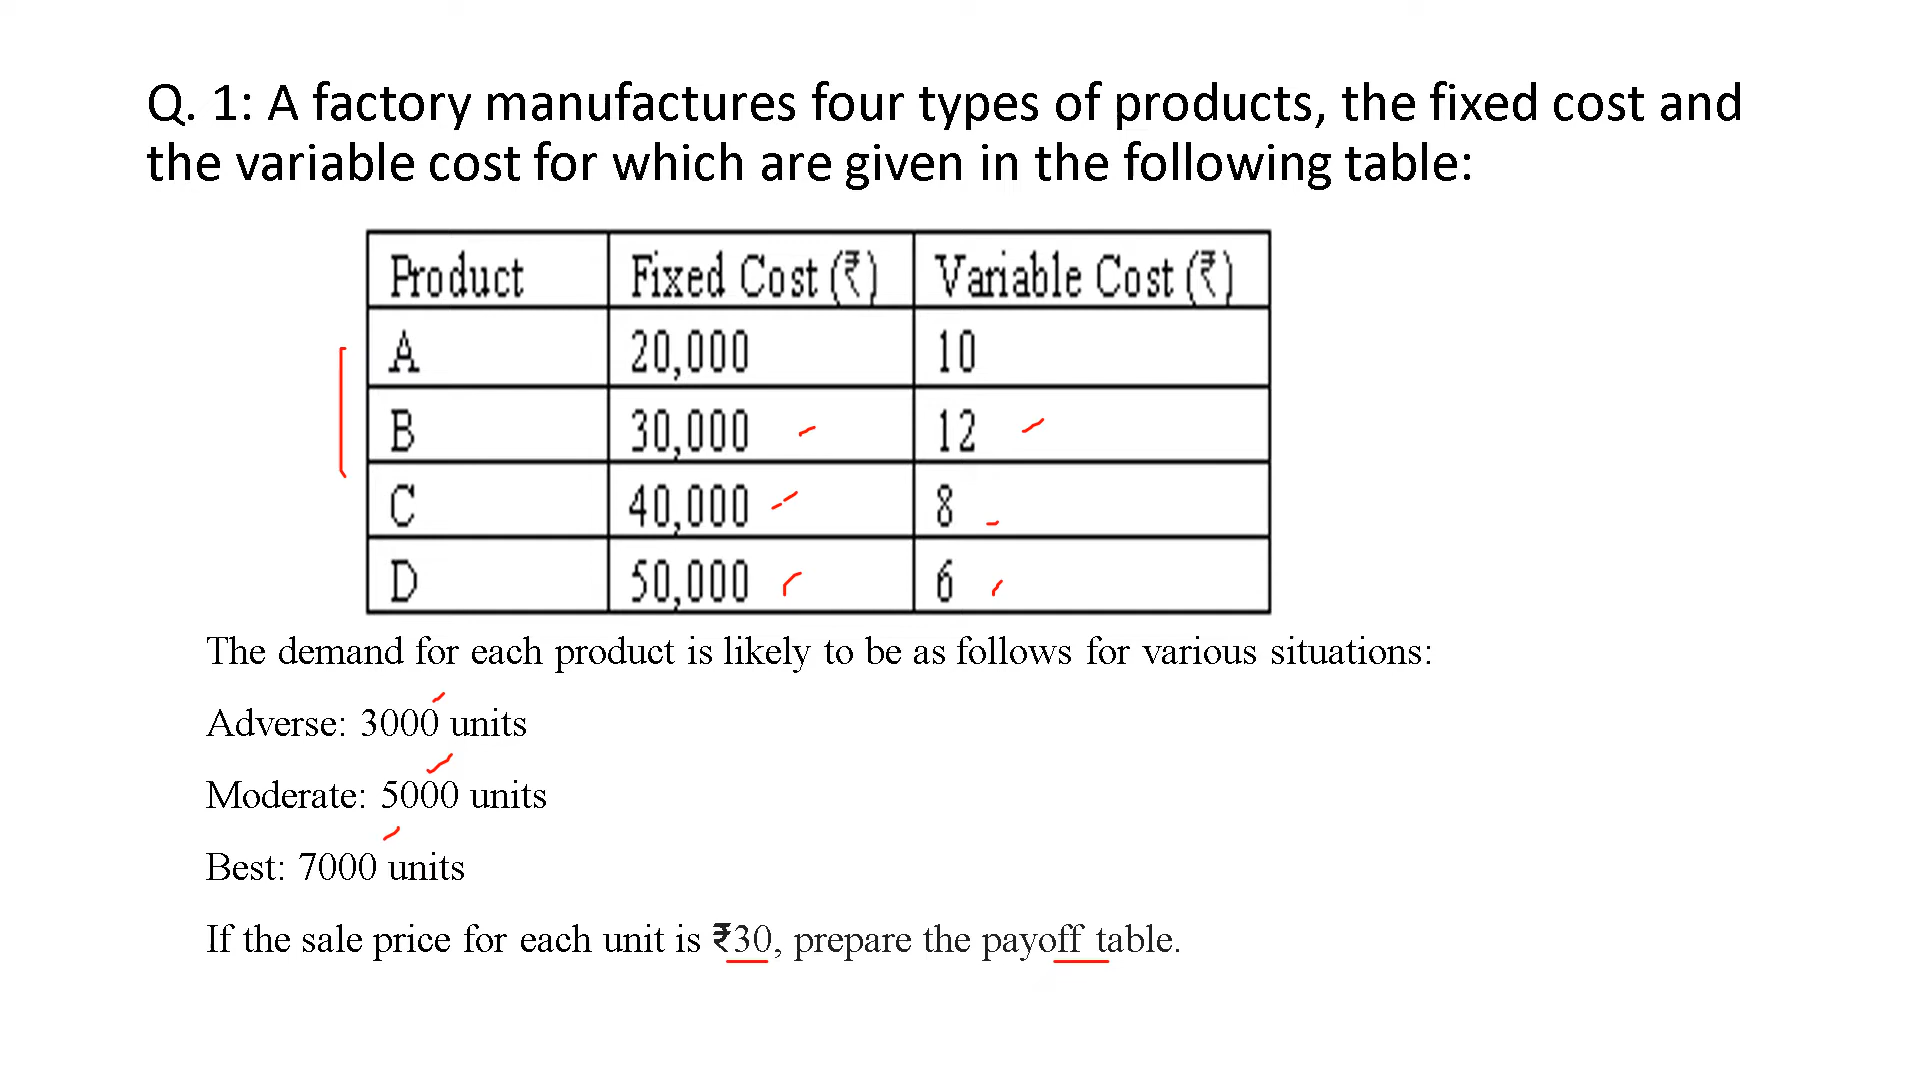 Q. 1: A factory manufactures four types of products, the fixed cost and
the variable cost for which are given in the following table:
Product Fixed Cost (₹) Variable Cost (₹)
A 20,000 10
B 30,000 12
C 40,000 8
D 50,000 6
The demand for each product is likely to be as follows for various situations:
Adverse: 3000 units
Moderate: 5000 units
Best: 7000 units
If the sale price for each unit is ₹30, prepare the payoff table.